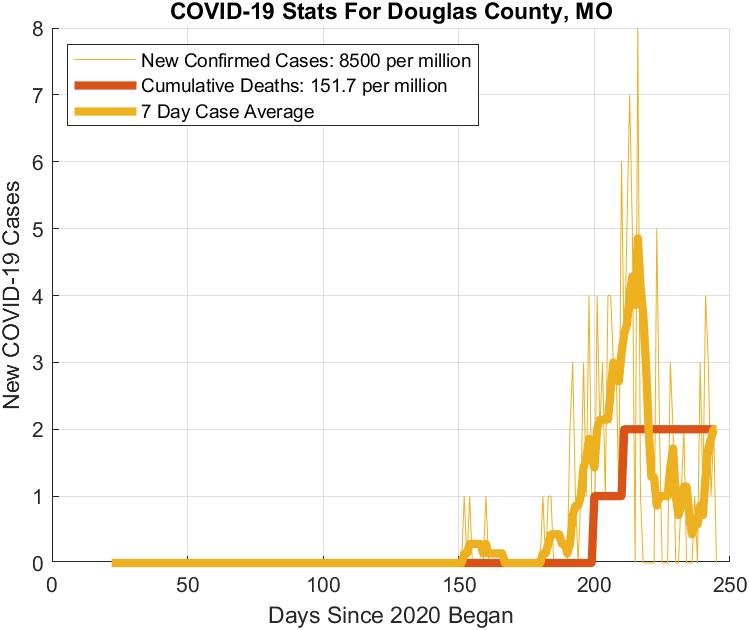 COVID-19 Stats For Douglas County, MO
New Confirmed Cases: 8500 per million
Cumulative Deaths: 151.7 per million
7 Day Case Average
New COVID-19 Cases
8
7
6
5
4
3
2
1
0
0 50 100 150 200 250
Days Since 2020 Began